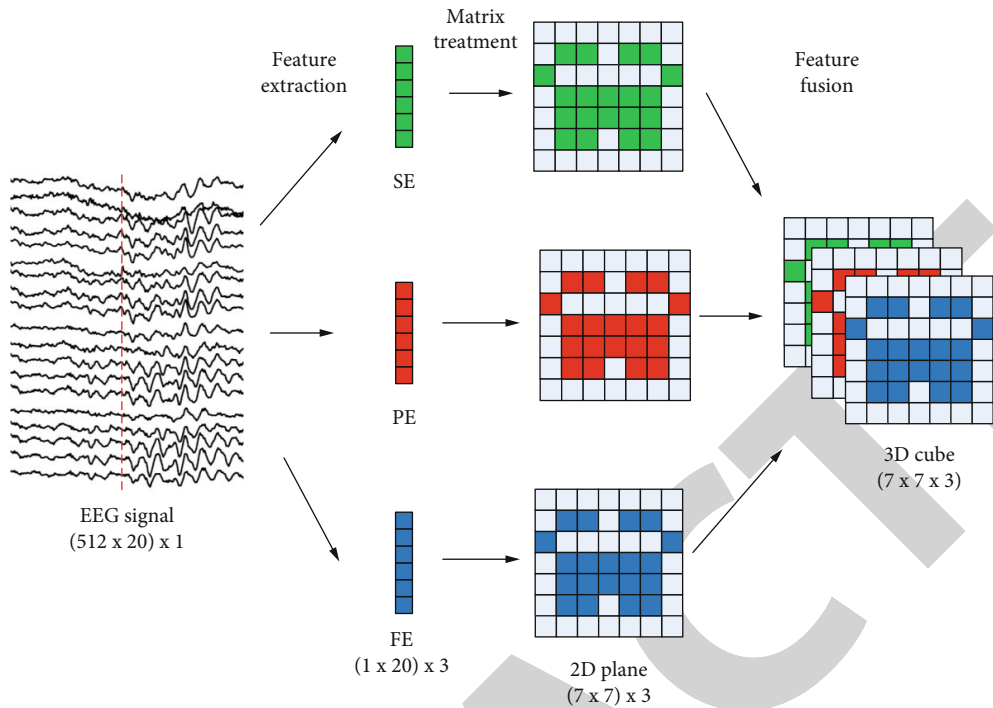 Feature
extraction
Matrix
treatment
Feature
fusion
SE
PE
EEG signal
(512 x 20) x 1
FE
(1 x 20) x 3
2D plane
(7 x 7) x 3
3D cube
(7 x 7 x 3)